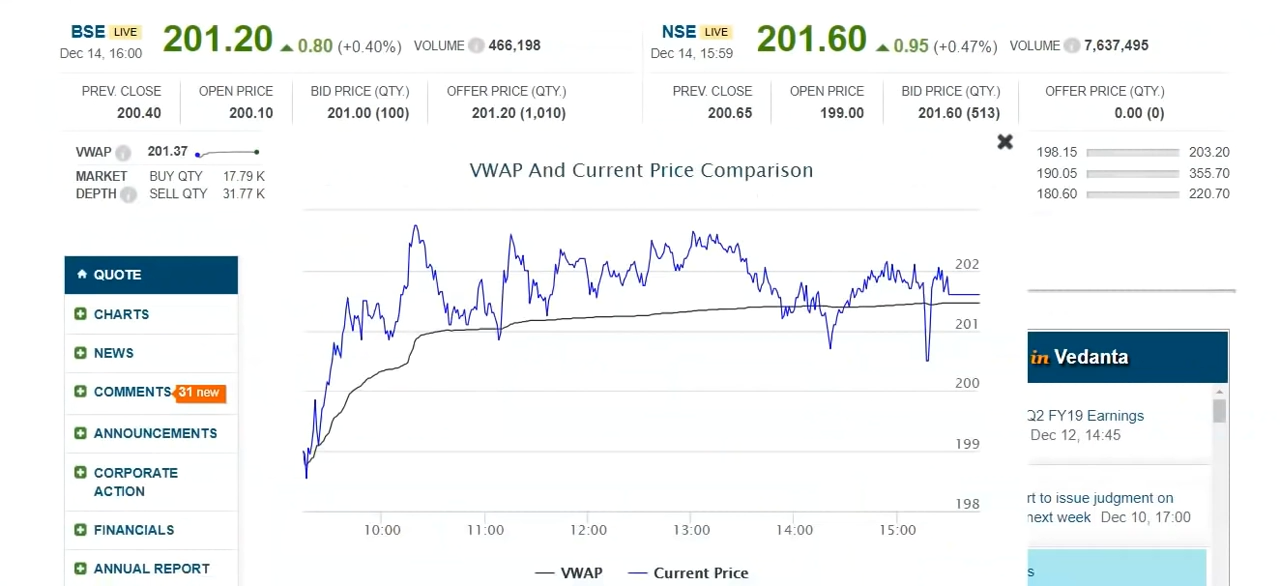 BSE LIVE 201.20 0.80 (+0.40%) VOLUME i 466,198
Dec 14, 16:00
PREV. CLOSE OPEN PRICE BID PRICE (QTY.) OFFER PRICE (QTY.)
200.40 200.10 201.00 (100) 201.20 (1,010)
NSE LIVE 201.60 0.95 (+0.47%) VOLUME i 7,637,495
Dec 14, 15:59
PREV. CLOSE OPEN PRICE BID PRICE (QTY.) OFFER PRICE (QTY.)
200.65 199.00 201.60 (513) 0.00 (0)
VWAP i 201.37
MARKET BUY QTY 17.79 K
DEPTH i SELL QTY 31.77 K
198.15 203.20
190.05 355.70
180.60 220.70
QUOTE
CHARTS
NEWS
COMMENTS 31 new
ANNOUNCEMENTS
CORPORATE
ACTION
FINANCIALS
ANNUAL REPORT
VWAP And Current Price Comparison
202
201
200
199
198
10:00 11:00 12:00 13:00 14:00 15:00
VWAP Current Price
in Vedanta
Q2 FY19 Earnings
Dec 12, 14:45
rt to issue judgment on
next week Dec 10, 17:00
s